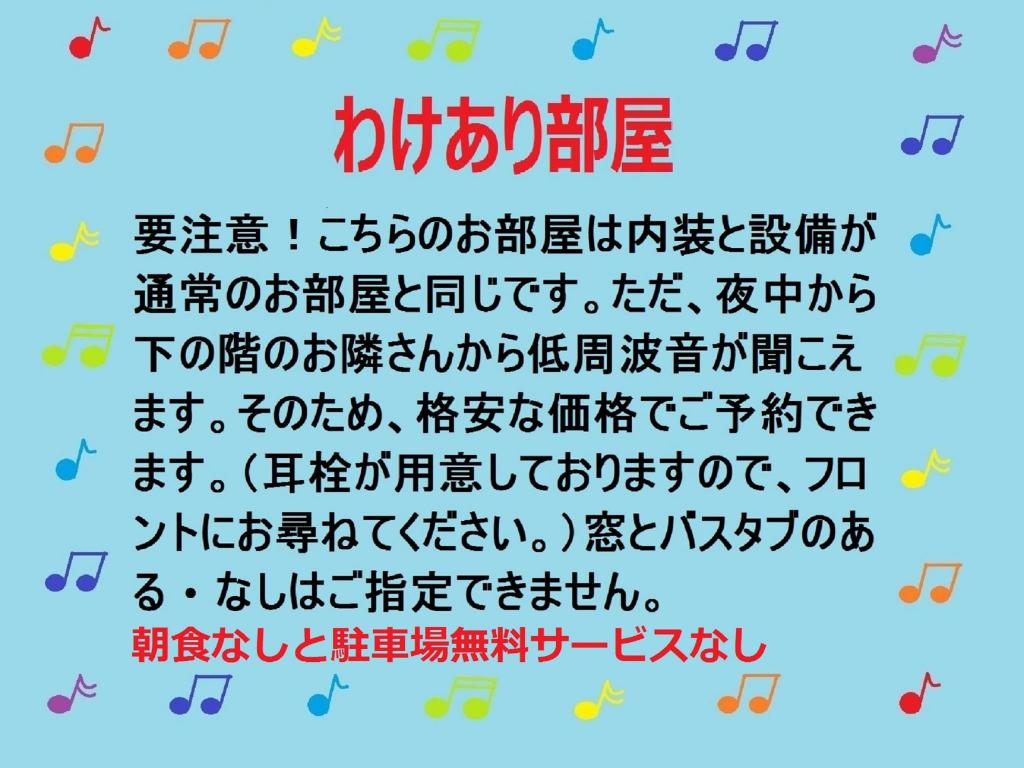 わけあり部屋
要注意！こちらのお部屋は内装と設備が
通常のお部屋と同じです。ただ、夜中から
下の階のお隣さんから低周波音が聞こえ
ます。そのため、格安な価格でご予約でき
ます。（耳栓が用意しておりますので、フロ
ントにお尋ねてください。）窓とバスタブのあ
る・なしはご指定できません。
朝食なしと駐車場無料サービスなし